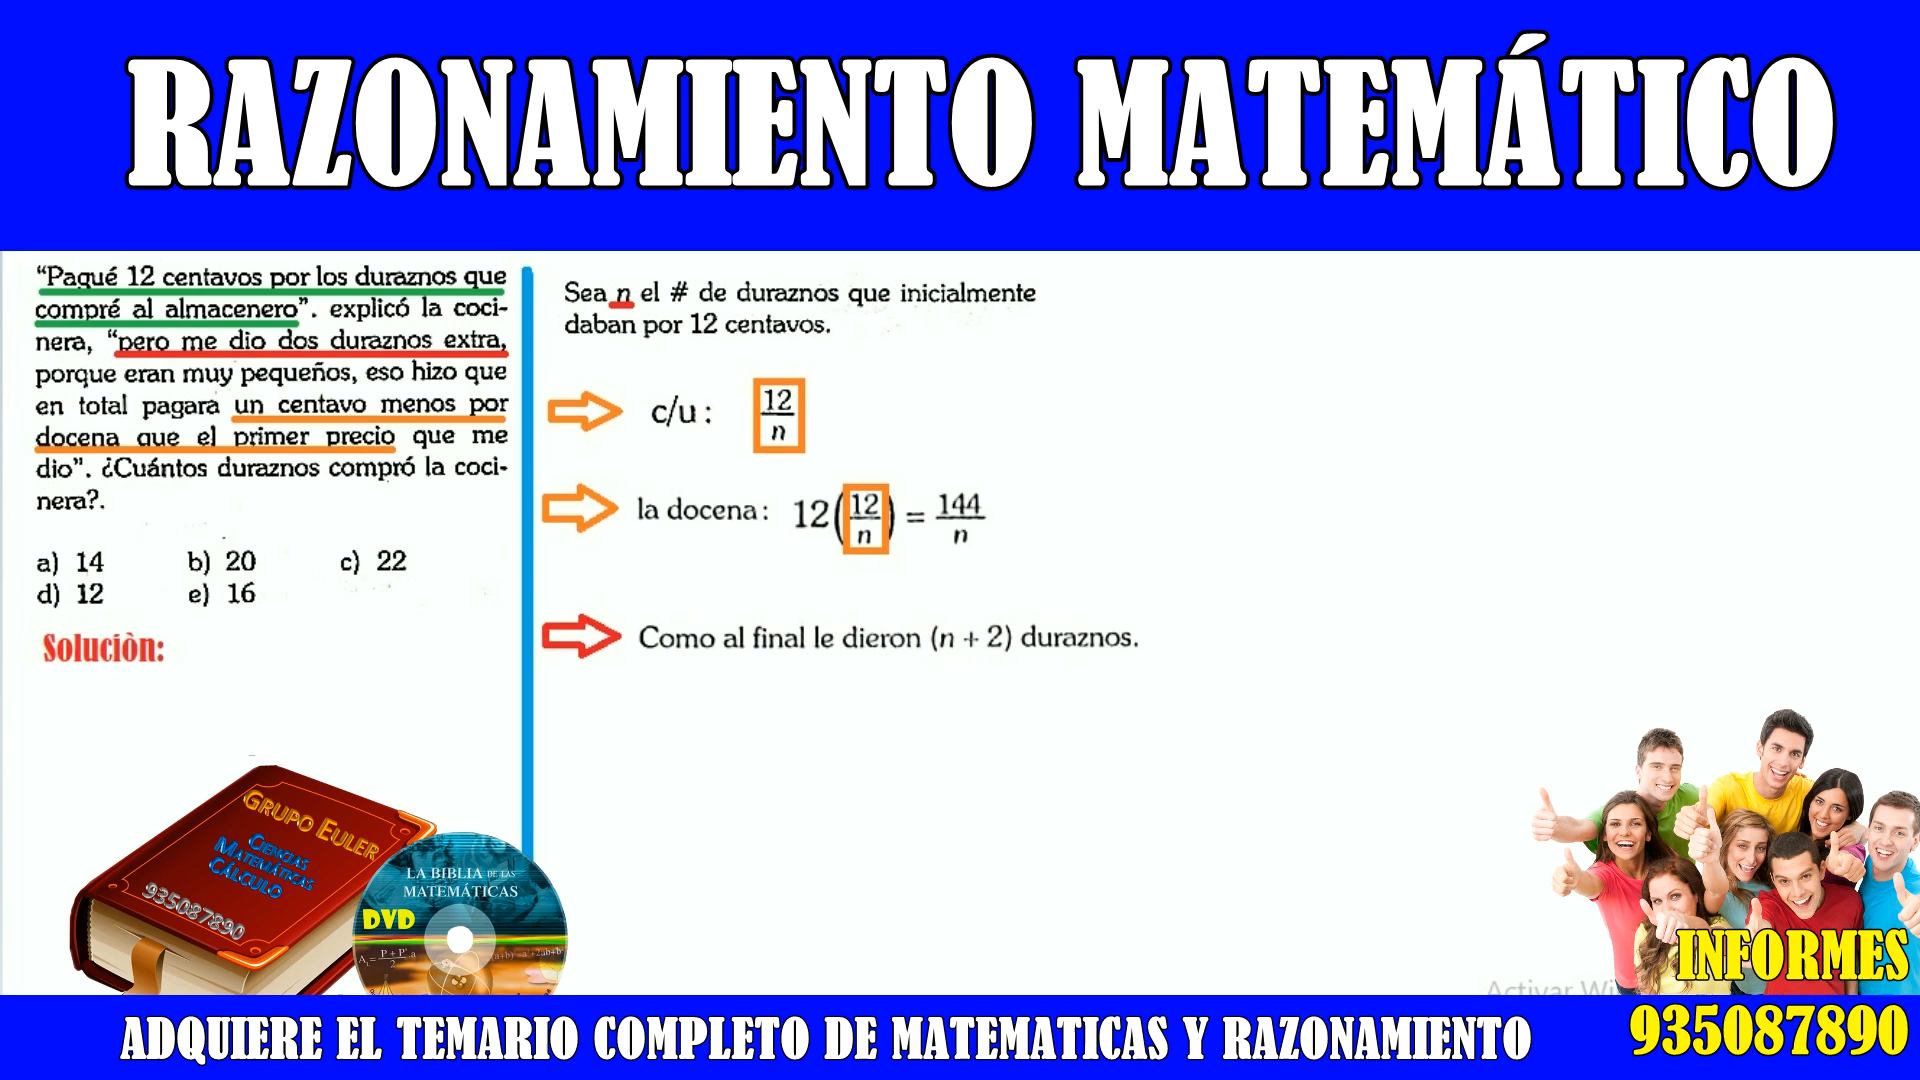 RAZONAMIENTO MATEMÁTICO
“Pagué 12 centavos por los duraznos que
compré al almacenero”. explicó la coci-
nera, “pero me dio dos duraznos extra,
porque eran muy pequeños, eso hizo que
en total pagara un centavo menos por
docena que el primer precio que me
dio”. ¿Cuántos duraznos compró la coci-
nera?.
a) 14 b) 20 c) 22
d) 12 e) 16
Soluciòn:
Sea n el # de duraznos que inicialmente
daban por 12 centavos.
c/u : 12/n
la docena : 12(12/n) = 144/n
Como al final le dieron (n + 2) duraznos.
GRUPO EULER
CIENCIAS
MATEMÁTICAS
CÁLCULO
935087890
LA BIBLIA DE LAS
MATEMÁTICAS
DVD
INFORMES
935087890
ADQUIERE EL TEMARIO COMPLETO DE MATEMATICAS Y RAZONAMIENTO